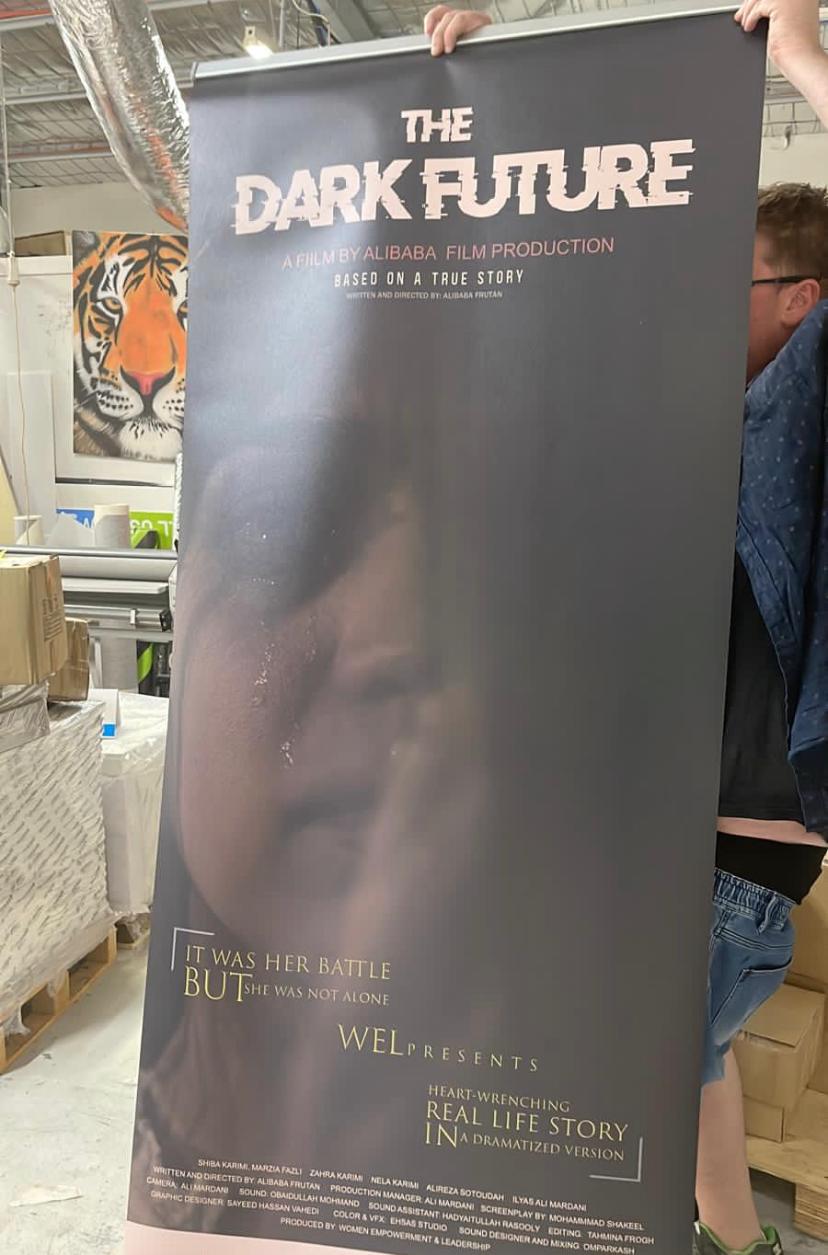 THE
DARK FUTURE
A FIILM BY ALIBABA FILM PRODUCTION
BASED ON A TRUE STORY
WRITTEN AND DIRECTED BY: ALIBABA FRUTAN
IT WAS HER BATTLE
BUT SHE WAS NOT ALONE
WEL PRESENTS
HEART-WRENCHING
REAL LIFE STORY
IN A DRAMATIZED VERSION
SHIBA KARIMI, MARZIA FAZLI ZAHRA KARIMI NELA KARIMI ALIREZA SOTOUDAH ILYAS ALI MARDANI
WRITTEN AND DIRECTED BY: ALIBABA FRUTAN PRODUCTION MANAGER: ALI MARDANI SCREENPLAY BY: MOHAMMIMAD SHAKEEL
CAMERA: ALI MARDANI SOUND: OBAIDULLAH MOHMAND SOUND ASSISTANT: HADYAITULLAH RASOOLY EDITING: TAHMINA FROGH
GRAPHIC DESIGNER: SAYEED HASSAN VAHEDI COLOR & VFX: EHSAS STUDIO SOUND DESIGNER AND MIXING: OMPARKASH
PRODUCED BY: WOMEN EMPOWERMENT & LEADERSHIP